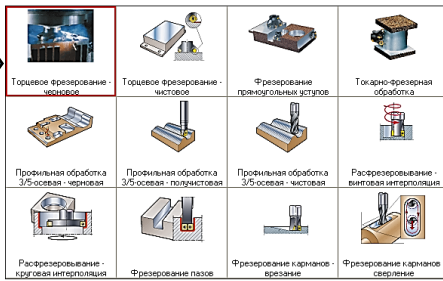 Торцевое фрезерование -
черновое
Торцевое фрезерование -
чистовое
Фрезерование
прямоугольных уступов
Токарно-фрезерная
обработка
Профильная обработка
3/5-осевая - черновая
Профильная обработка
3/5-осевая - получистовая
Профильная обработка
3/5-осевая - чистовая
Расфрезеровывание -
винтовая интерполяция
Расфрезеровывание -
круговая интерполяция
Фрезерование пазов
Фрезерование карманов -
врезание
Фрезерование карманов -
сверление